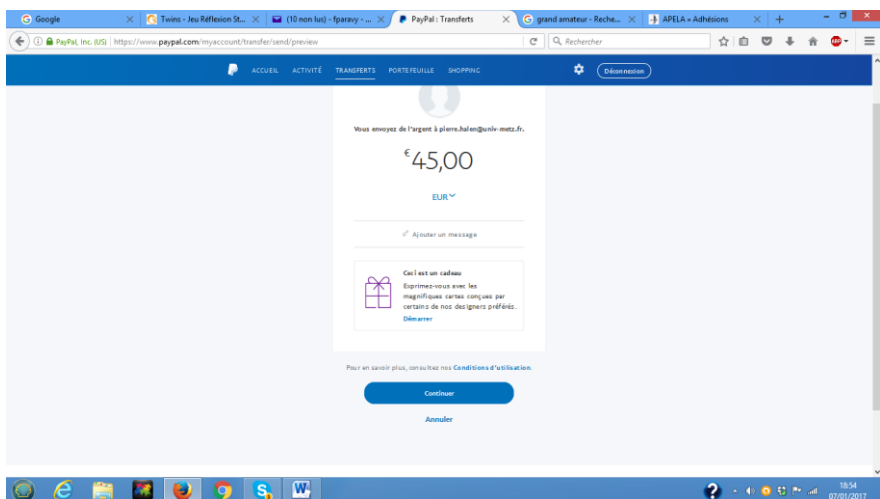 Google
Twins - Jeu Réflexion St...
(10 non lus) - fparavy - ...
PayPal : Transferts
grand amateur - Reche...
APELA » Adhésions
PayPal, Inc. (US)
https://www.paypal.com/myaccount/transfer/send/preview
Rechercher
ABP
ACCUEIL
ACTIVITÉ
TRANSFERTS
PORTEFEUILLE
SHOPPING
Déconnexion
Vous envoyez de l'argent à pierre.halen@univ-metz.fr.
€45,00
EUR
Ajouter un message
Ceci est un cadeau
Exprimez-vous avec les
magnifiques cartes conçues par
certains de nos designers préférés.
Démarrer
Pour en savoir plus, consultez nos Conditions d'utilisation.
Continuer
Annuler
18:54
07/01/2017